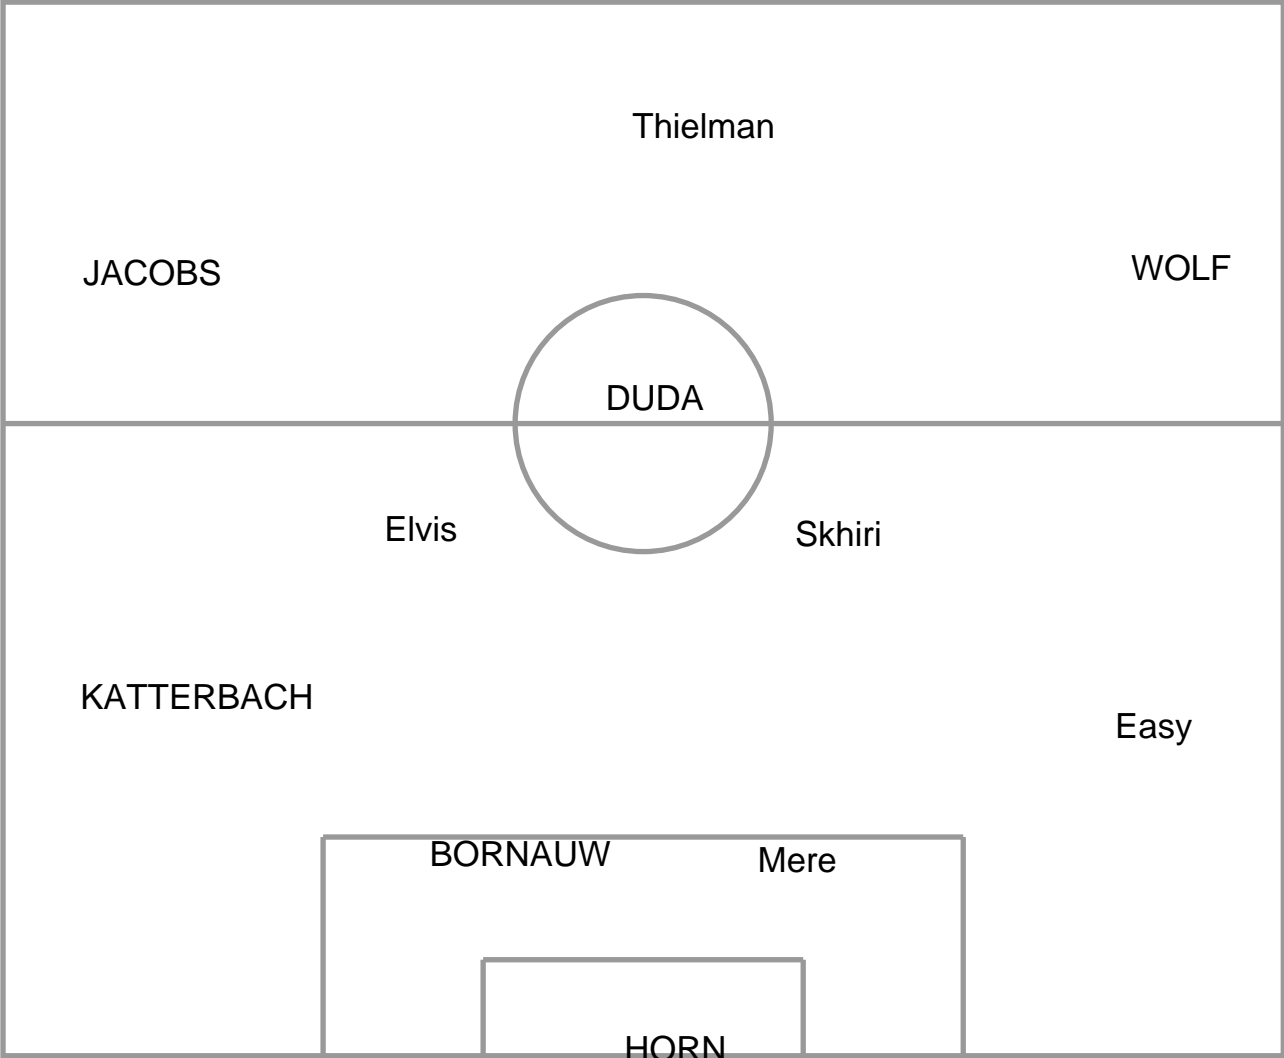 Thielman
JACOBS
WOLF
DUDA
Elvis
Skhiri
KATTERBACH
Easy
BORNAUW
Mere
HORN